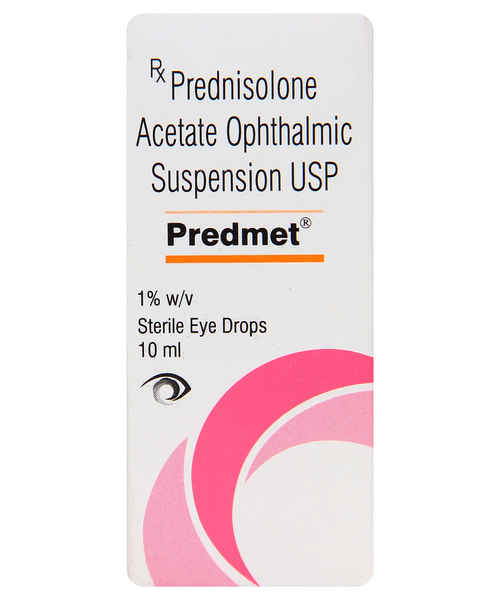 Rx Prednisolone
Acetate Ophthalmic
Suspension USP
Predmet®
1% w/v
Sterile Eye Drops
10 ml